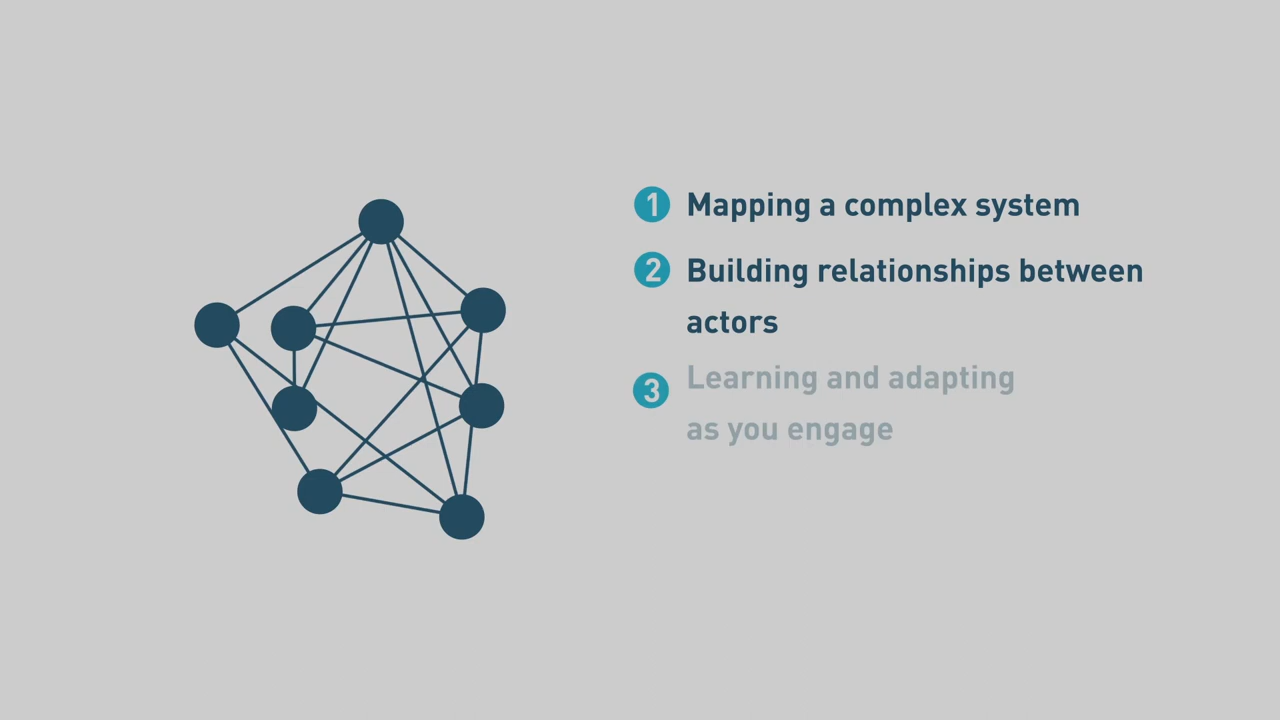 1 Mapping a complex system
2 Building relationships between
actors
3 Learning and adapting
as you engage